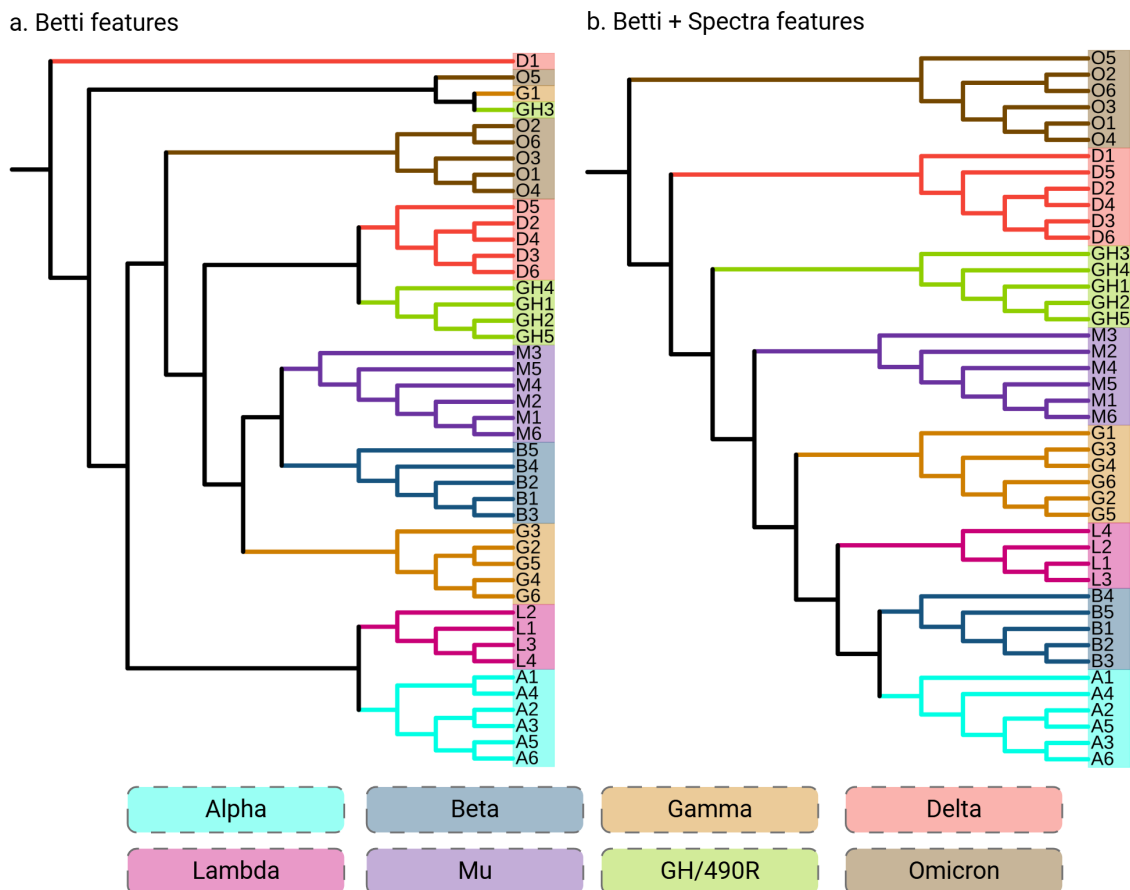 a. Betti features
D1
O5
G1
GH3
O2
O6
O3
O1
O4
D5
D2
D4
D3
D6
GH4
GH1
GH2
GH5
M3
M5
M4
M2
M1
M6
B5
B4
B2
B1
B3
G3
G2
G5
G4
G6
L2
L1
L3
L4
A1
A4
A2
A3
A5
A6
b. Betti + Spectra features
O5
O2
O6
O3
O1
O4
D1
D5
D2
D4
D3
D6
GH3
GH4
GH1
GH2
GH5
M3
M2
M4
M5
M1
M6
G1
G3
G4
G6
G2
G5
L4
L2
L1
L3
B4
B5
B1
B2
B3
A1
A4
A2
A5
A3
A6
Alpha
Beta
Gamma
Delta
Lambda
Mu
GH/490R
Omicron